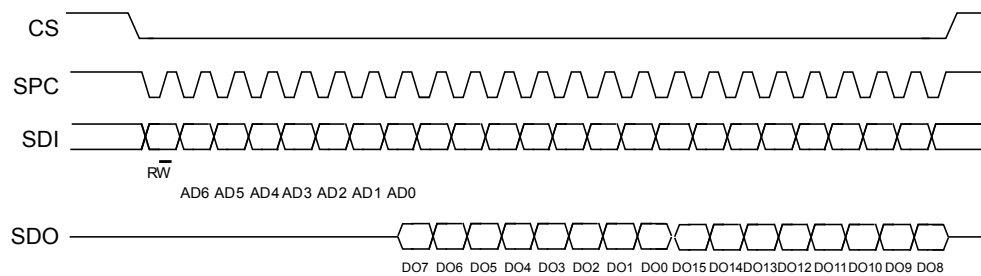 CS
SPC
SDI
RW
AD6 AD5 AD4 AD3 AD2 AD1 AD0
SDO
DO7 DO6 DO5 DO4 DO3 DO2 DO1 DO0 DO15 DO14 DO13 DO12 DO11 DO10 DO9 DO8